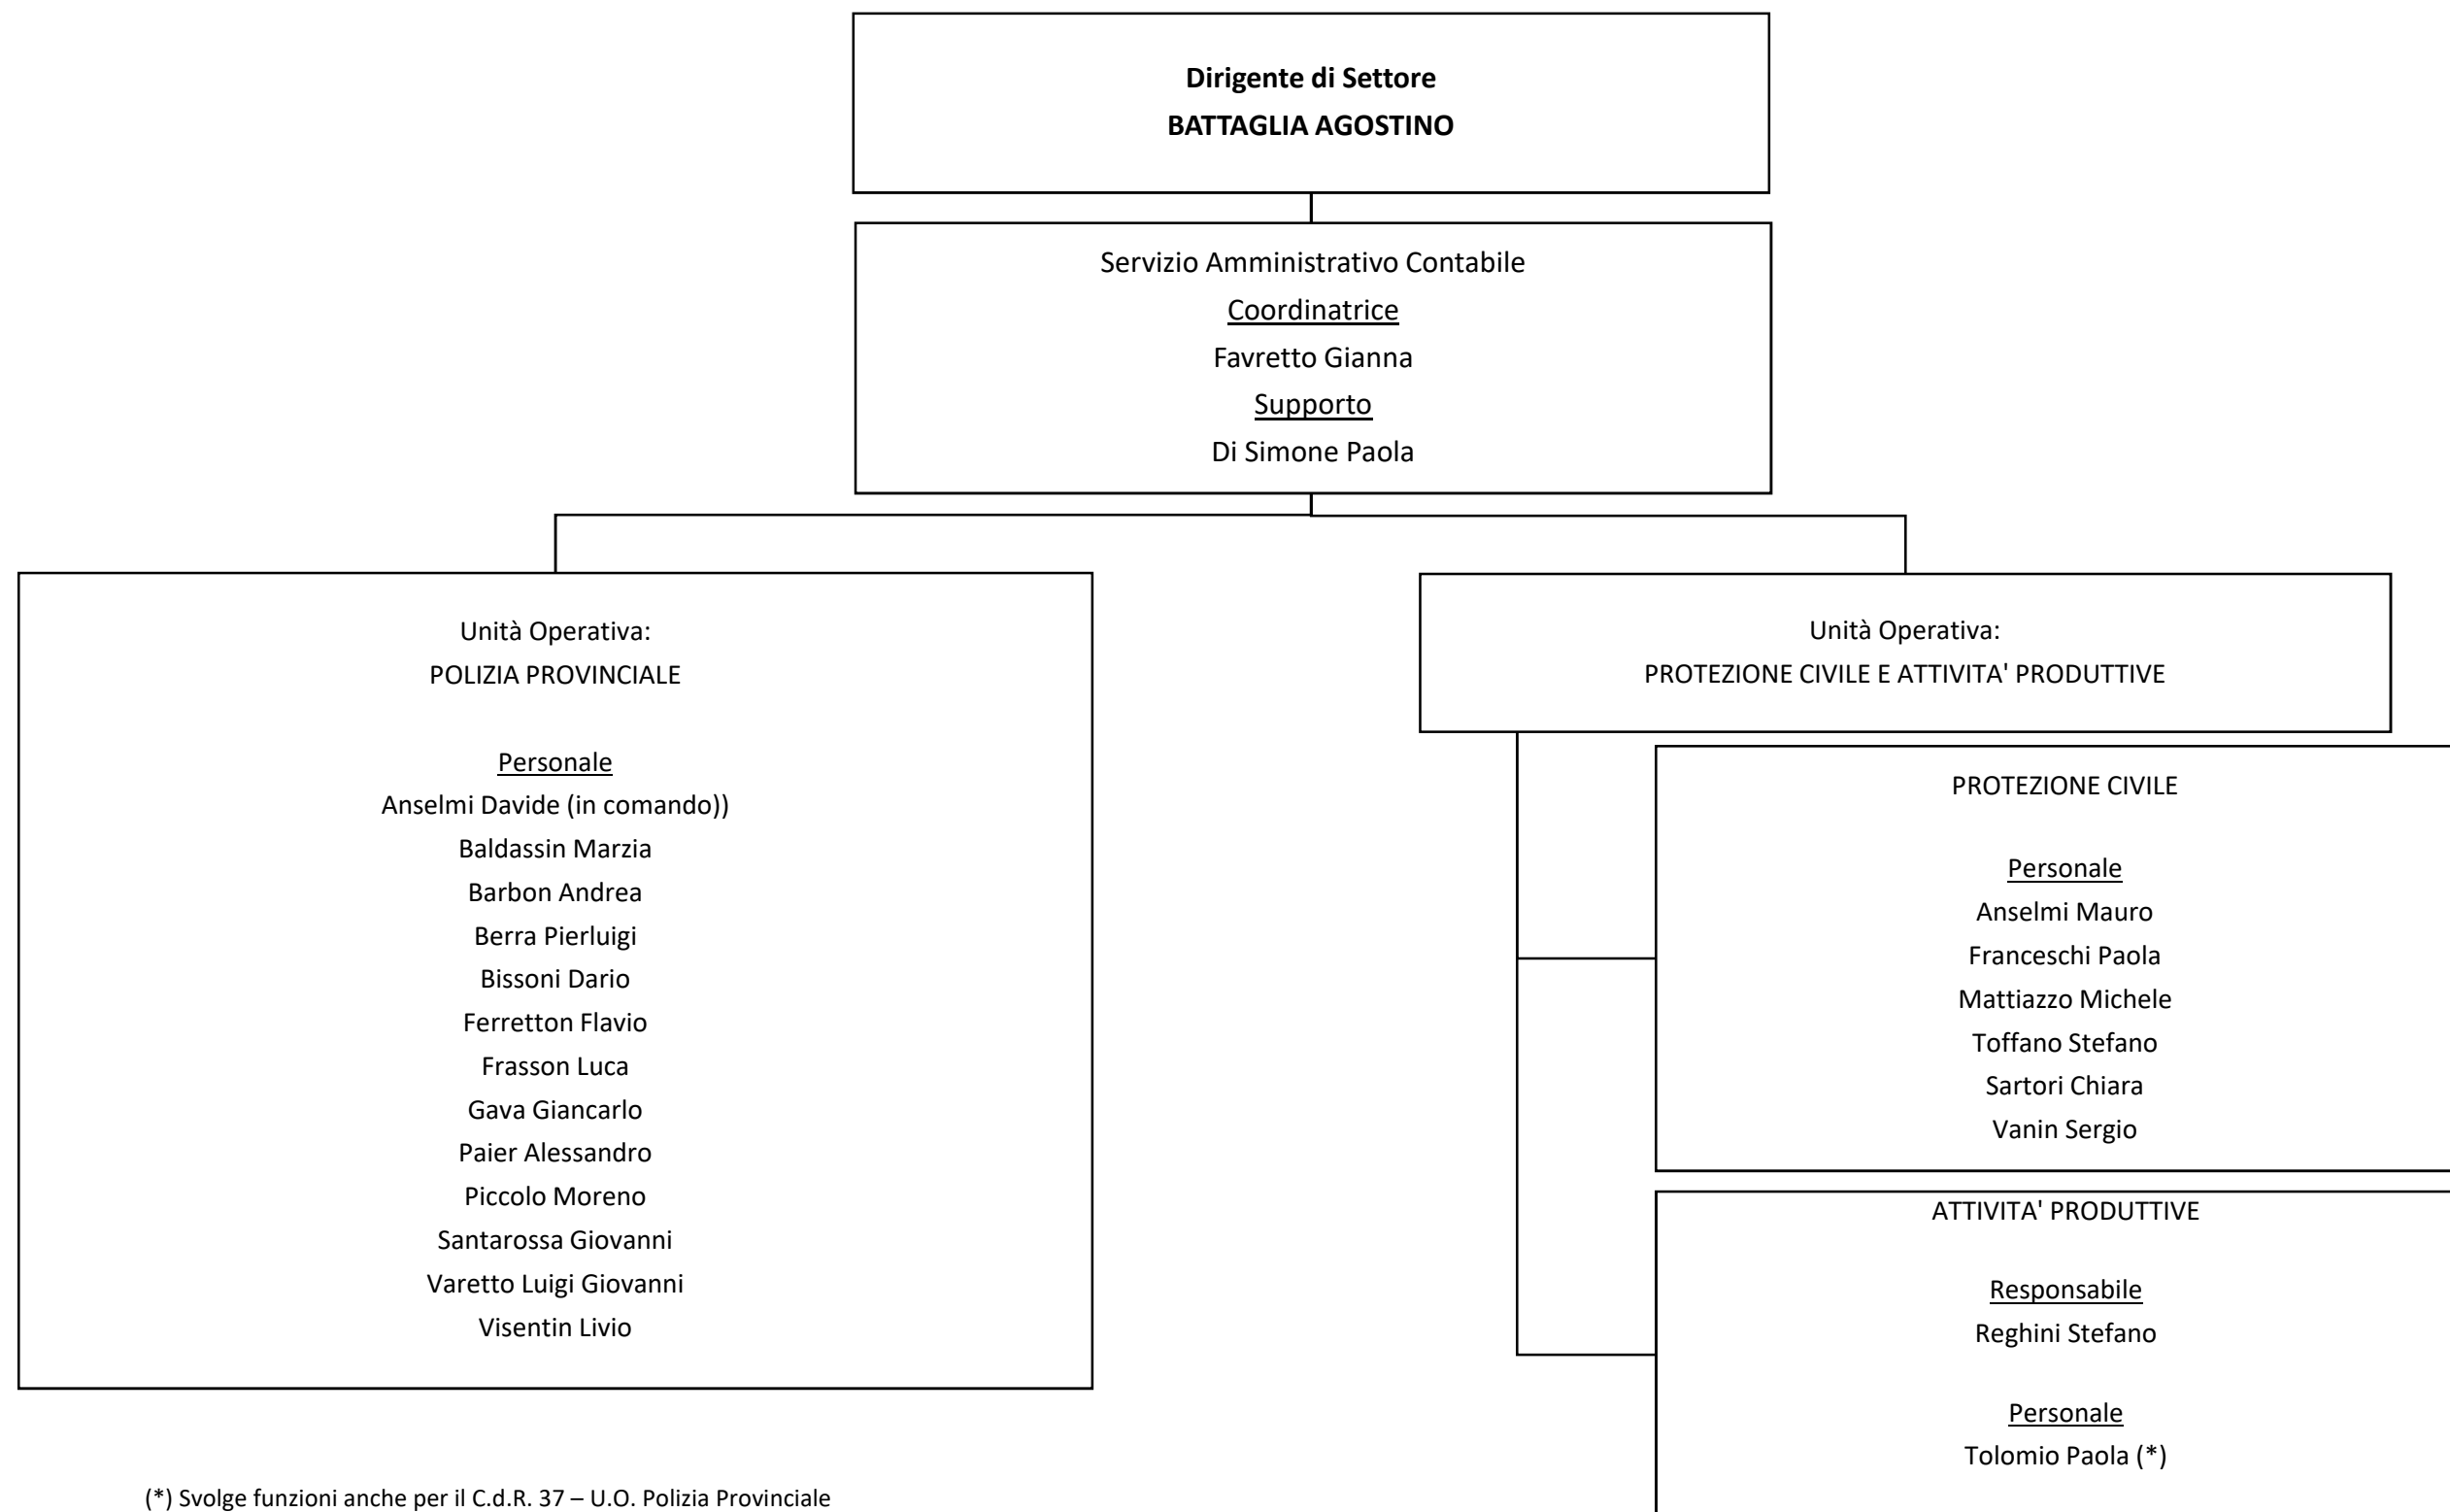 Dirigente di Settore
BATTAGLIA AGOSTINO
Servizio Amministrativo Contabile
Coordinatrice
Favretto Gianna
Supporto
Di Simone Paola
Unità Operativa:
POLIZIA PROVINCIALE
Personale
Anselmi Davide (in comando))
Baldassin Marzia
Barbon Andrea
Berra Pierluigi
Bissoni Dario
Ferretton Flavio
Frasson Luca
Gava Giancarlo
Paier Alessandro
Piccolo Moreno
Santarossa Giovanni
Varetto Luigi Giovanni
Visentin Livio
Unità Operativa:
PROTEZIONE CIVILE E ATTIVITA' PRODUTTIVE
PROTEZIONE CIVILE
Personale
Anselmi Mauro
Franceschi Paola
Mattiazzo Michele
Toffano Stefano
Sartori Chiara
Vanin Sergio
ATTIVITA' PRODUTTIVE
Responsabile
Reghini Stefano
Personale
Tolomio Paola (*)
(*) Svolge funzioni anche per il C.d.R. 37 – U.O. Polizia Provinciale